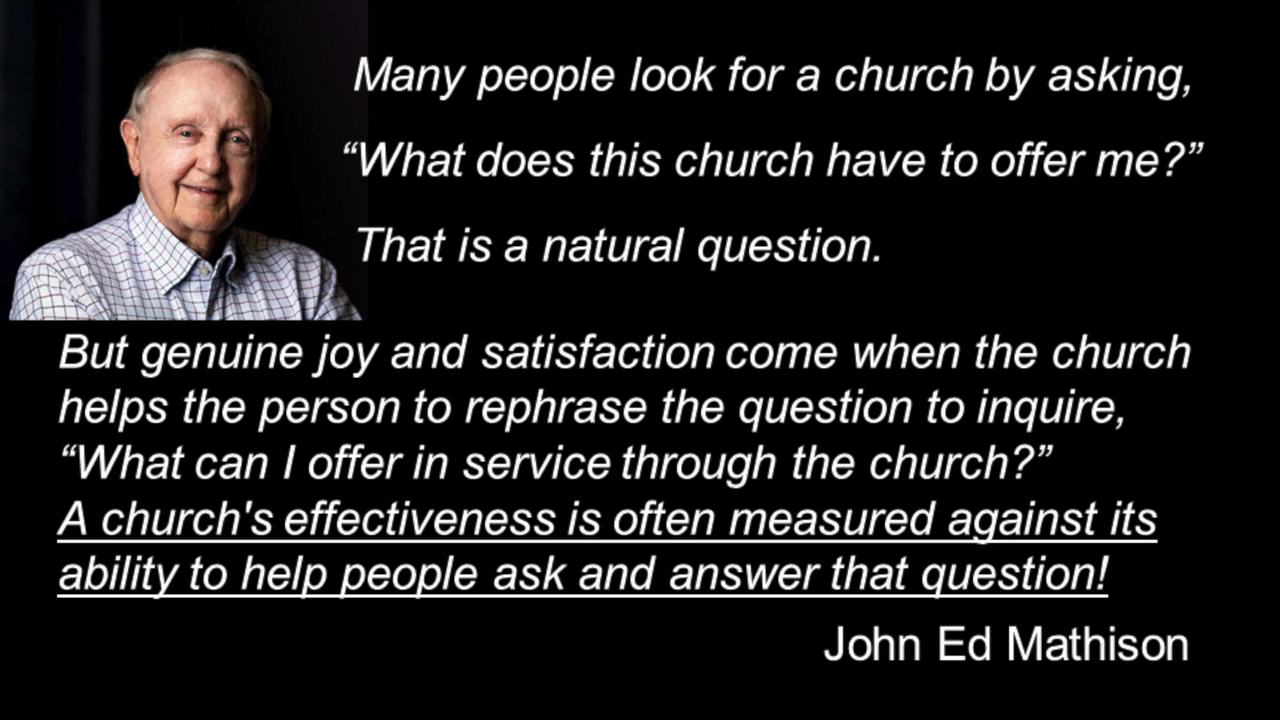 Many people look for a church by asking,
“What does this church have to offer me?”
That is a natural question.
But genuine joy and satisfaction come when the church
helps the person to rephrase the question to inquire,
“What can I offer in service through the church?”
A church's effectiveness is often measured against its
ability to help people ask and answer that question!
John Ed Mathison